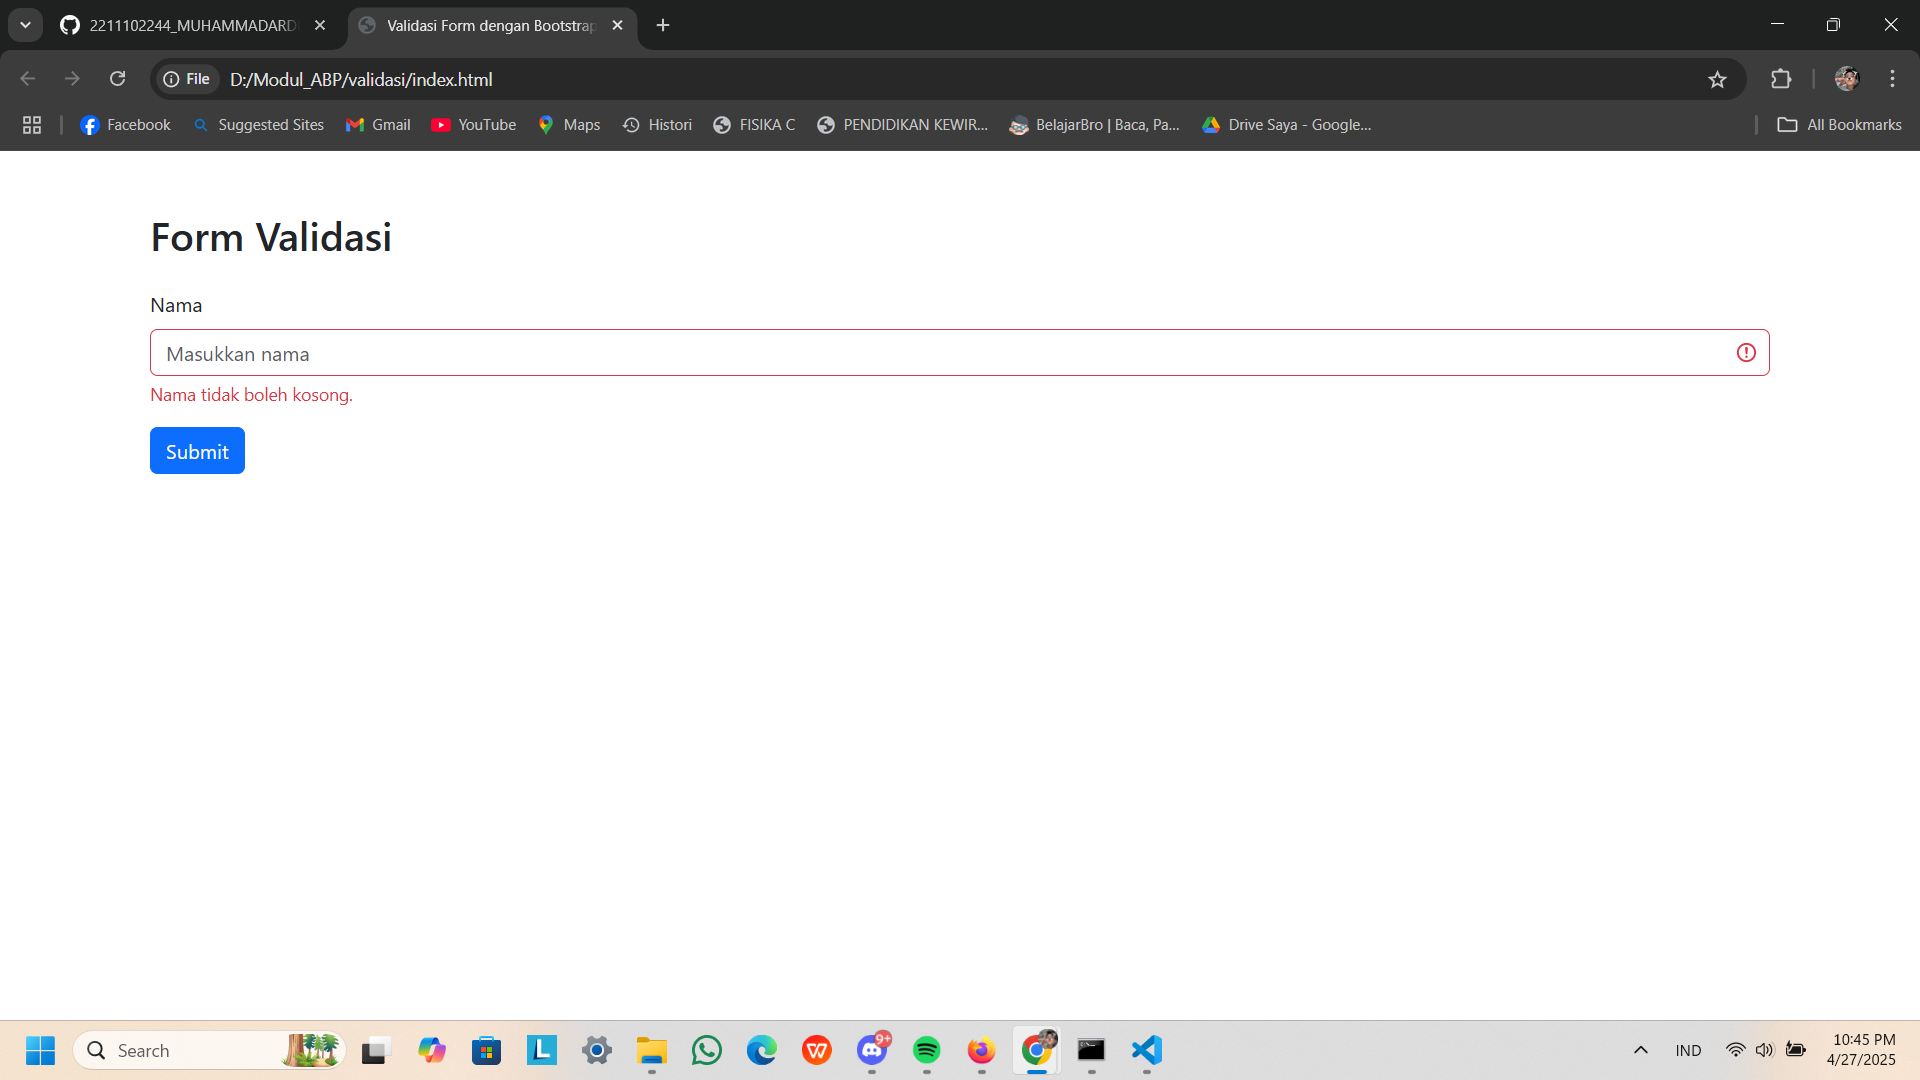 2211102244_MUHAMMADARD
Validasi Form dengan Bootstrap
File
D:/Modul_ABP/validasi/index.html
Facebook
Suggested Sites
Gmail
YouTube
Maps
Histori
FISIKA C
PENDIDIKAN KEWIR...
BelajarBro | Baca, Pa...
Drive Saya - Google...
All Bookmarks
Form Validasi
Nama
Masukkan nama
Nama tidak boleh kosong.
Submit
Search
9+
IND
10:45 PM
4/27/2025